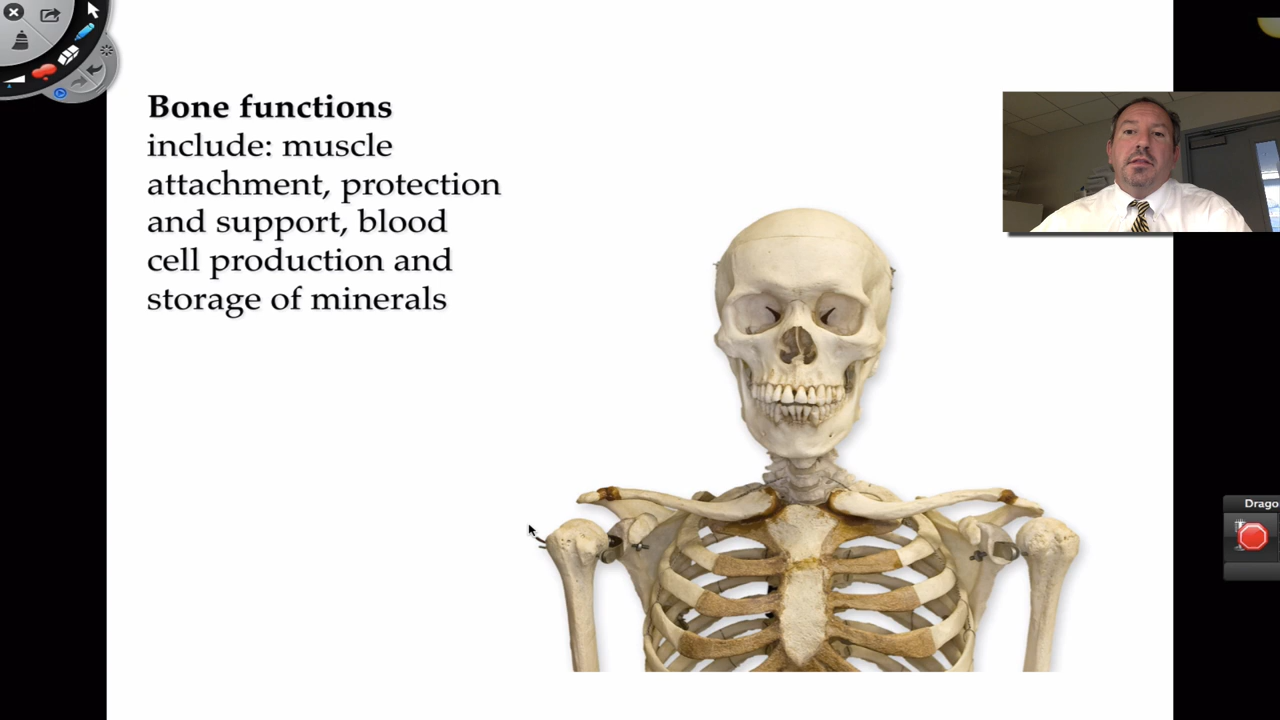 Bone functions
include: muscle
attachment, protection
and support, blood
cell production and
storage of minerals
Drago